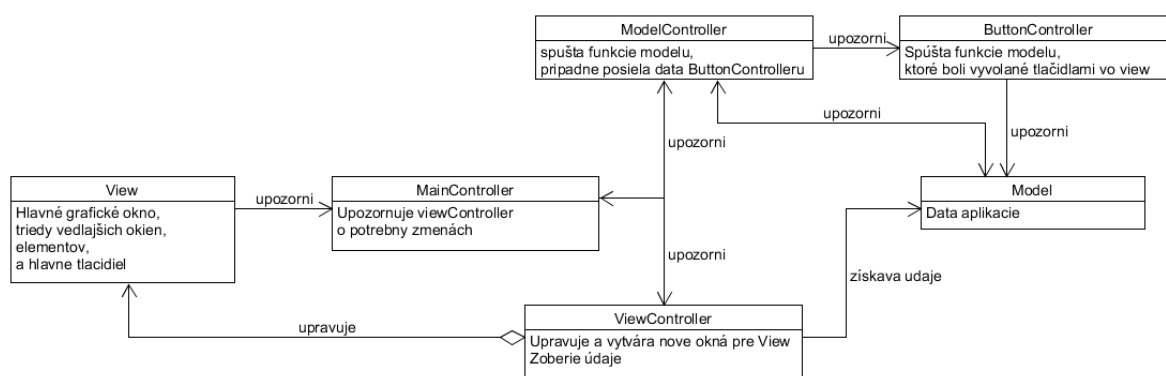 ModelController
spušta funkcie modelu,
pripadne posiela data ButtonControlleru
upozorni
ButtonController
Spúšta funkcie modelu,
ktoré boli vyvolané tlačidlami vo view
upozorni
upozorni
upozorni
View
Hlavné grafické okno,
triedy vedlajšich okien,
elementov,
a hlavne tlacidiel
upozorni
MainController
Upozornuje viewController
o potrebny zmenách
Model
Data aplikacie
upozorni
získava udaje
upravuje
ViewController
Upravuje a vytvára nove okná pre View
Zoberie údaje